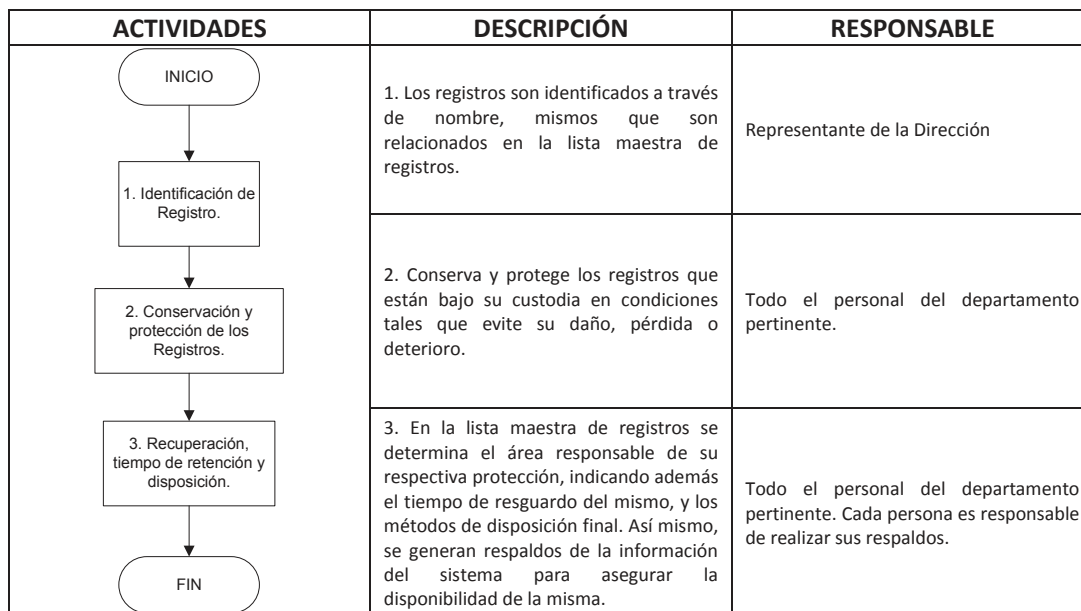 ACTIVIDADES
DESCRIPCIÓN
RESPONSABLE
INICIO
1. Identificación de
Registro.
2. Conservación y
protección de los
Registros.
3. Recuperación,
tiempo de retención y
disposición.
FIN
1. Los registros son identificados a través
de nombre, mismos que son
relacionados en la lista maestra de
registros.
Representante de la Dirección
2. Conserva y protege los registros que
están bajo su custodia en condiciones
tales que evite su daño, pérdida o
deterioro.
Todo el personal del departamento
pertinente.
3. En la lista maestra de registros se
determina el área responsable de su
respectiva protección, indicando además
el tiempo de resguardo del mismo, y los
métodos de disposición final. Así mismo,
se generan respaldos de la información
del sistema para asegurar la
disponibilidad de la misma.
Todo el personal del departamento
pertinente. Cada persona es responsable
de realizar sus respaldos.